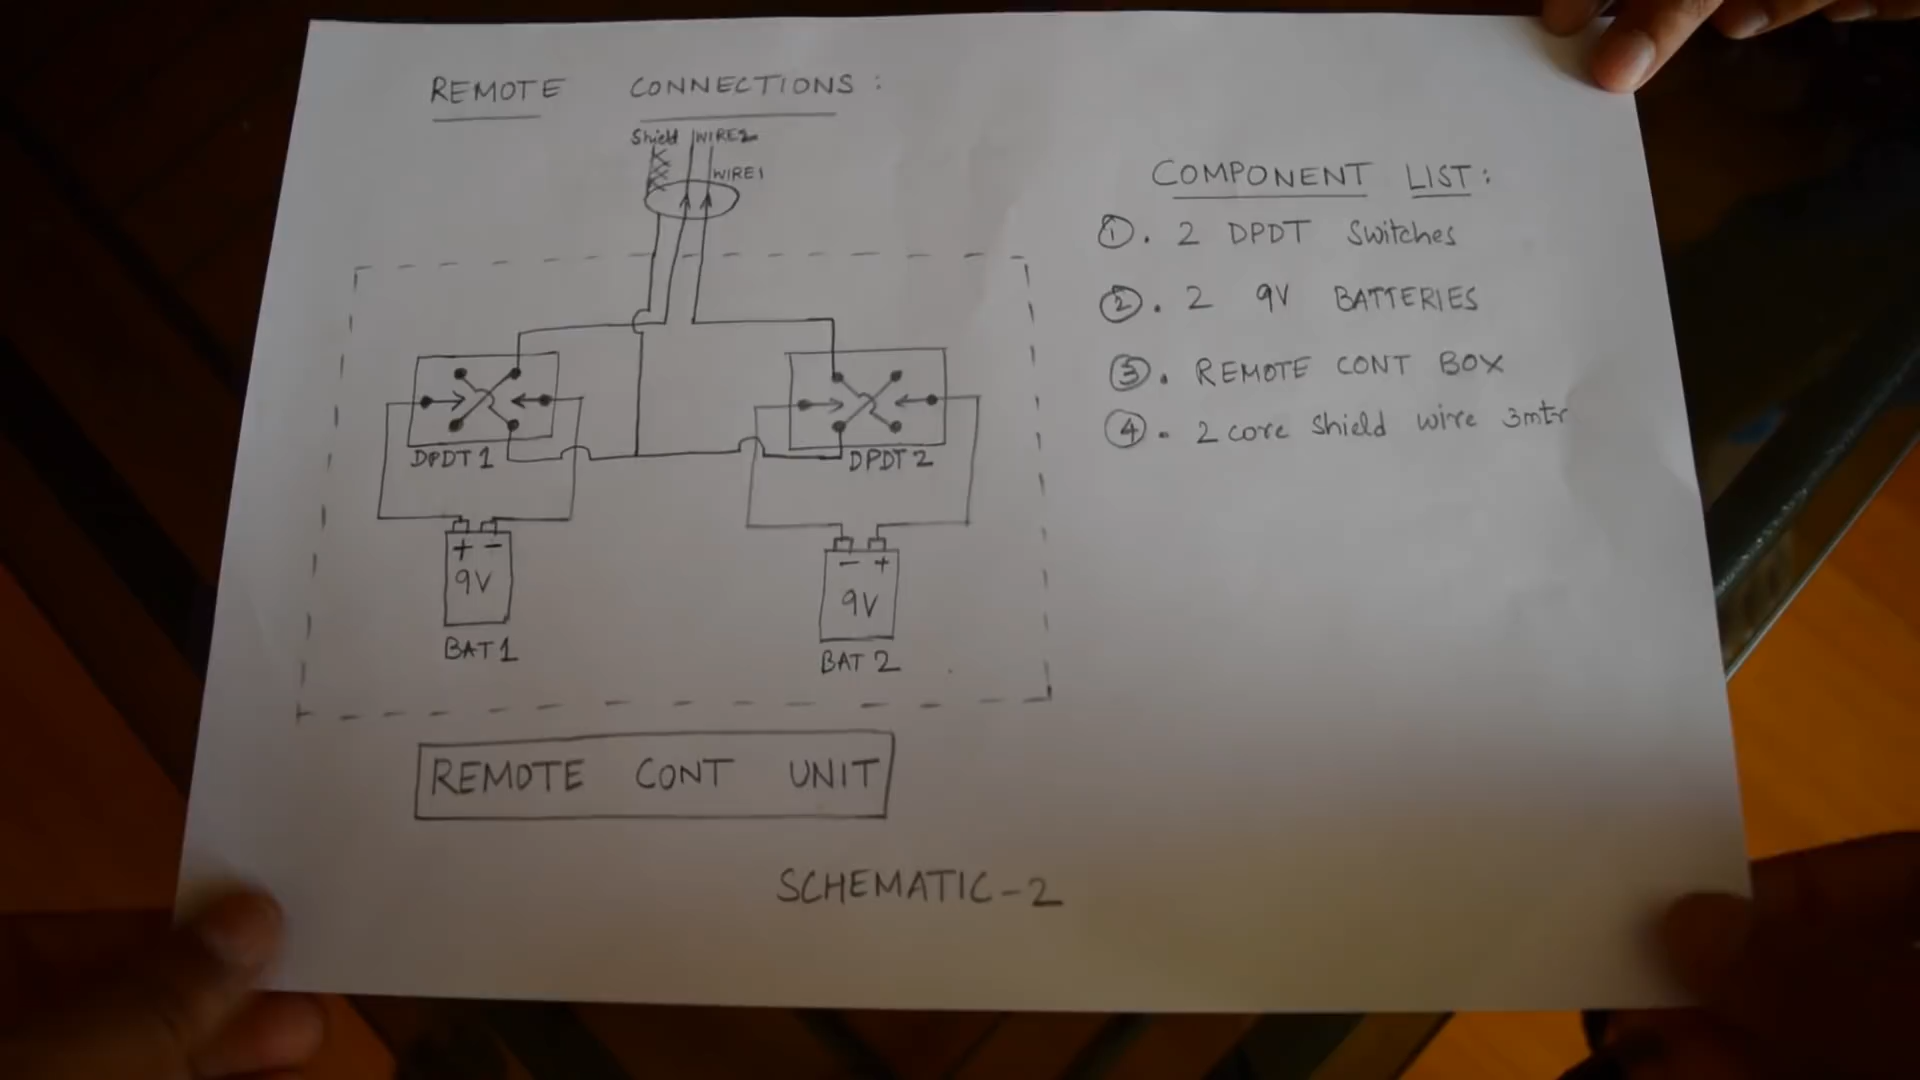 REMOTE CONNECTIONS :
Shield WIRE2
WIRE1
DPDT 1
DPDT 2
+ -
9V
BAT 1
- +
9V
BAT 2
REMOTE CONT UNIT
SCHEMATIC-2
COMPONENT LIST:
1. 2 DPDT Switches
2. 2 9V BATTERIES
3. REMOTE CONT BOX
4. 2 core Shield wire 3mtr